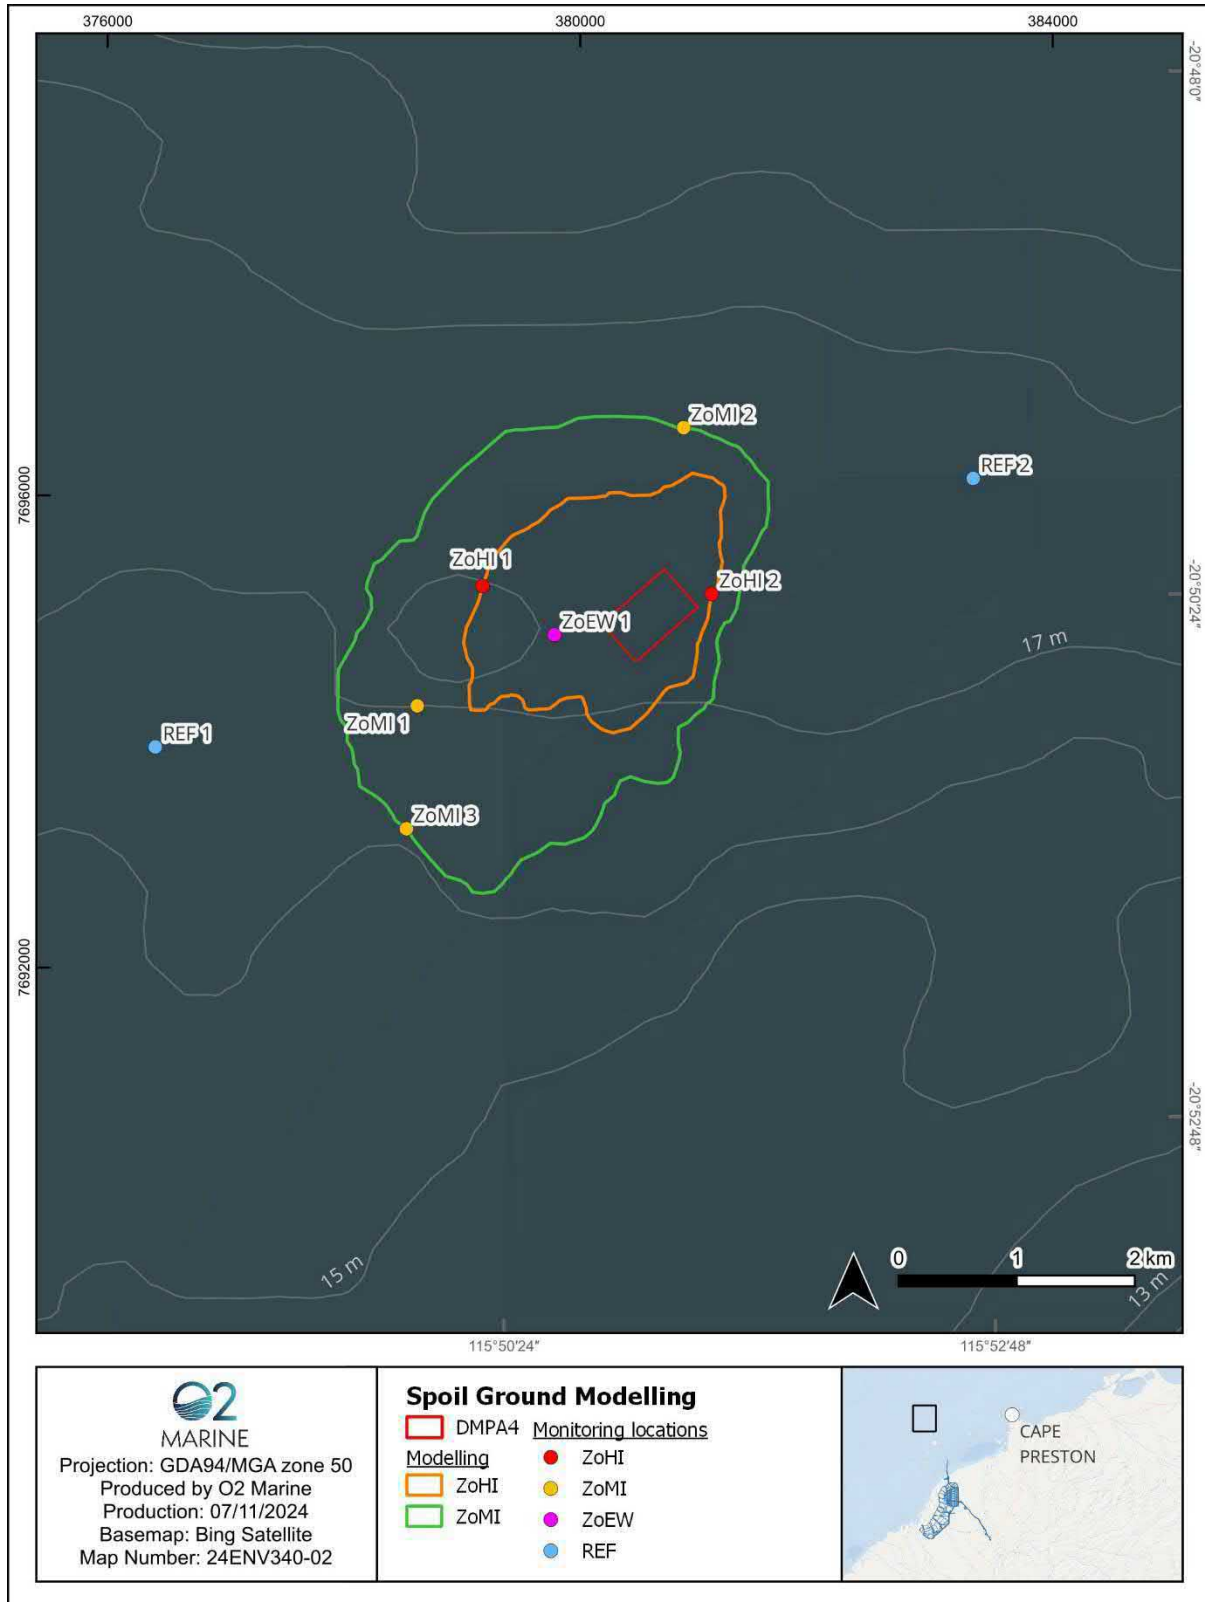 376000
380000
384000
-20°48'0"
ZoMI 2
REF 2
7696000
ZoHI 1
ZoHI 2
-20°50'24"
ZoEW 1
17 m
ZoMI 1
REF 1
ZoMI 3
7692000
-20°52'48"
15 m
0 1 2 km
13 m
115°50'24"
115°52'48"
O2
MARINE
Projection: GDA94/MGA zone 50
Produced by O2 Marine
Production: 07/11/2024
Basemap: Bing Satellite
Map Number: 24ENV340-02
Spoil Ground Modelling
DMPA4
Modelling
ZoHI
ZoMI
Monitoring locations
ZoHI
ZoMI
ZoEW
REF
CAPE
PRESTON